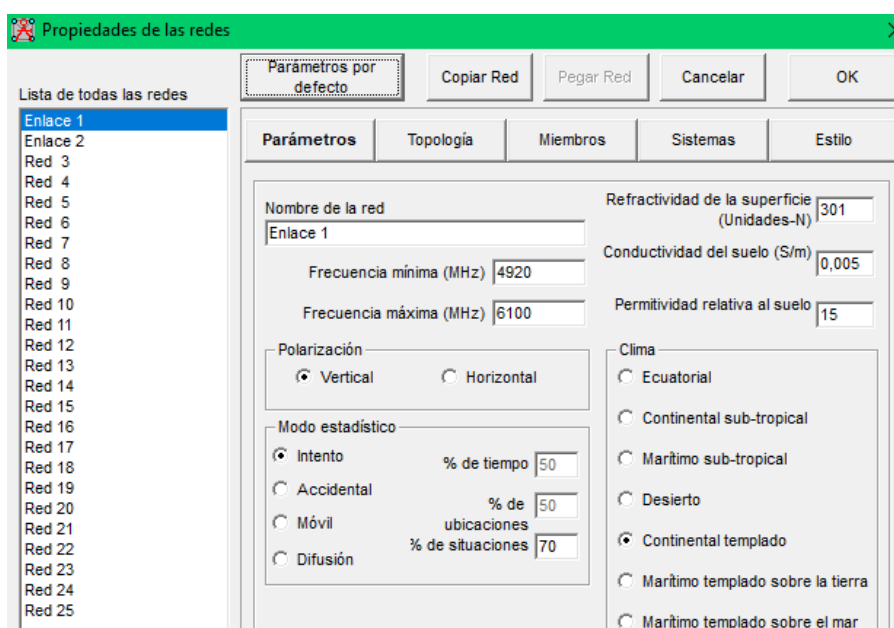 Propiedades de las redes
Parámetros por
defecto
Copiar Red
Pegar Red
Cancelar
OK
Lista de todas las redes
Enlace 1
Enlace 2
Red 3
Red 4
Red 5
Red 6
Red 7
Red 8
Red 9
Red 10
Red 11
Red 12
Red 13
Red 14
Red 15
Red 16
Red 17
Red 18
Red 19
Red 20
Red 21
Red 22
Red 23
Red 24
Red 25
Parámetros
Topología
Miembros
Sistemas
Estilo
Nombre de la red
Enlace 1
Frecuencia mínima (MHz) 4920
Frecuencia máxima (MHz) 6100
Polarización
Vertical
Horizontal
Modo estadístico
Intento
Accidental
Móvil
Difusión
% de tiempo 50
% de
ubicaciones 50
% de situaciones 70
Refractividad de la superficie
(Unidades-N) 301
Conductividad del suelo (S/m) 0,005
Permitividad relativa al suelo 15
Clima
Ecuatorial
Continental sub-tropical
Marítimo sub-tropical
Desierto
Continental templado
Marítimo templado sobre la tierra
Marítimo templado sobre el mar